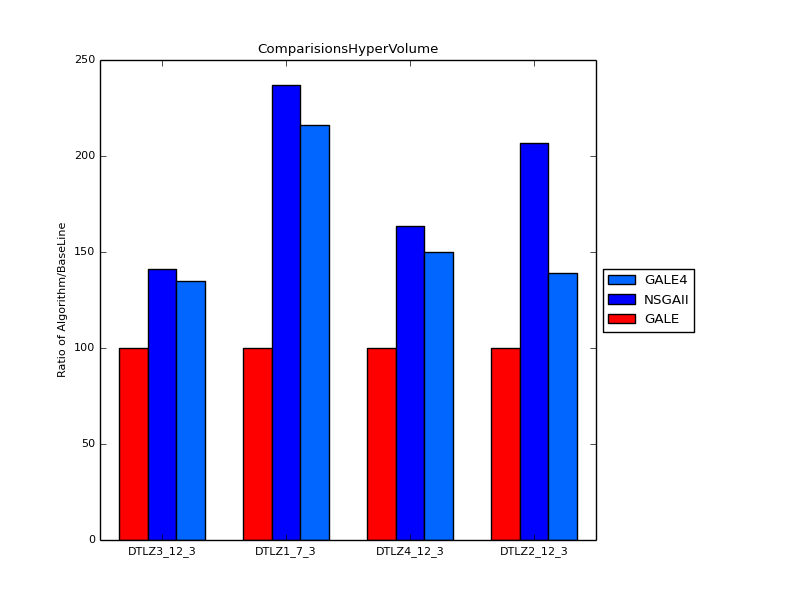 ComparisionsHyperVolume
250
200
150
100
50
0
Ratio of Algorithm/BaseLine
DTLZ3_12_3
DTLZ1_7_3
DTLZ4_12_3
DTLZ2_12_3
GALE4
NSGAII
GALE